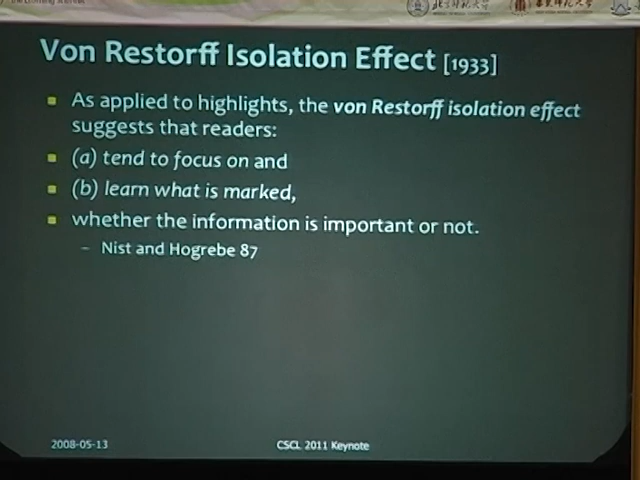 Von Restorff Isolation Effect [1933]
As applied to highlights, the von Restorff isolation effect
suggests that readers:
(a) tend to focus on and
(b) learn what is marked,
whether the information is important or not.
– Nist and Hogrebe 87
2008-05-13
CSCL 2011 Keynote